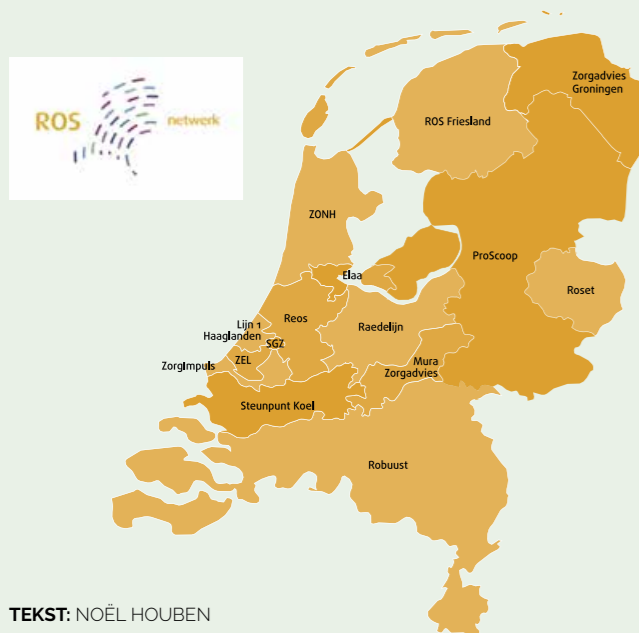 ROS netwerk
Zorgadvies
Groningen
ROS Friesland
ZONH
ProScoop
Elaa
Roset
Reos
Lijn 1
Haaglanden
Raedelijn
SGZ
ZEL
ZorgImpuls
Mura
Zorgadvies
Steunpunt Koel
Robuust
TEKST: NOËL HOUBEN